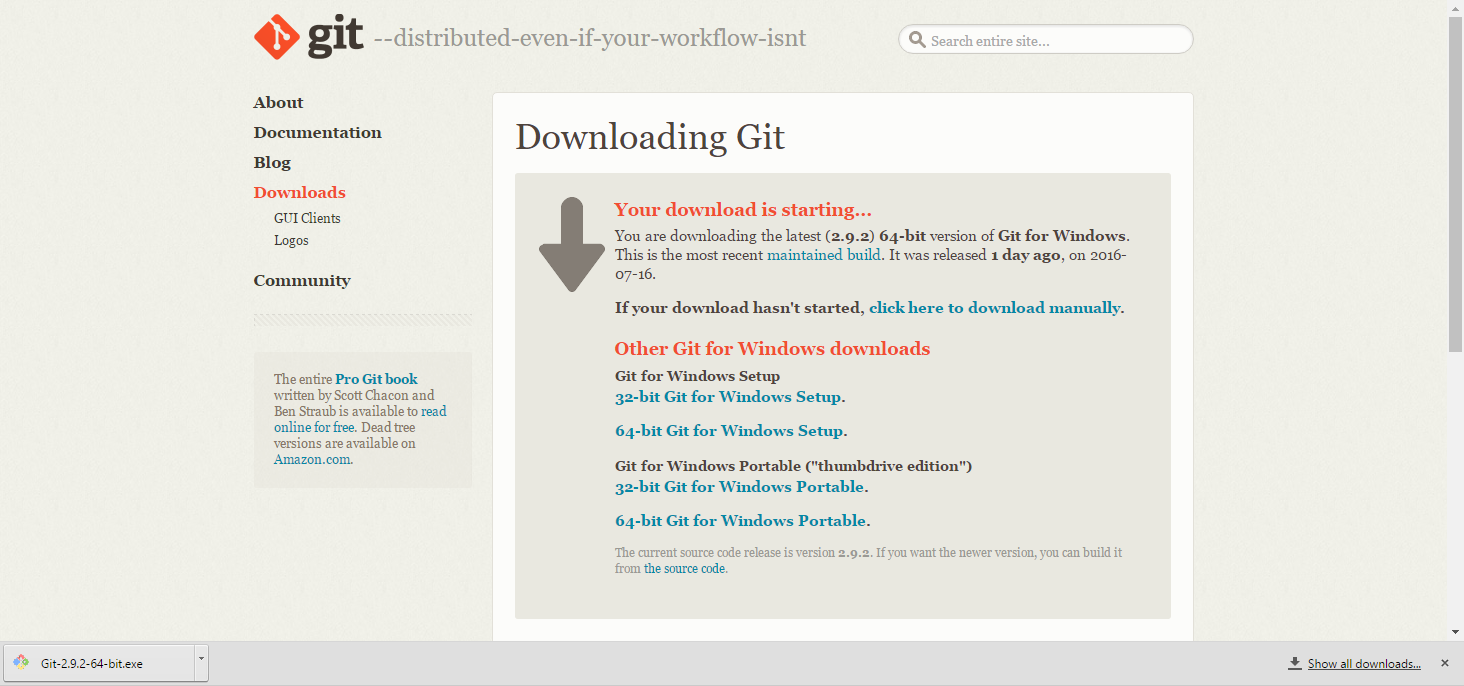 git --distributed-even-if-your-workflow-isnt
Search entire site...
About
Documentation
Blog
Downloads
GUI Clients
Logos
Community
The entire Pro Git book
written by Scott Chacon and
Ben Straub is available to read
online for free. Dead tree
versions are available on
Amazon.com.
Downloading Git
Your download is starting...
You are downloading the latest (2.9.2) 64-bit version of Git for Windows.
This is the most recent maintained build. It was released 1 day ago, on 2016-
07-16.
If your download hasn't started, click here to download manually.
Other Git for Windows downloads
Git for Windows Setup
32-bit Git for Windows Setup.
64-bit Git for Windows Setup.
Git for Windows Portable ("thumbdrive edition")
32-bit Git for Windows Portable.
64-bit Git for Windows Portable.
The current source code release is version 2.9.2. If you want the newer version, you can build it
from the source code.
Git-2.9.2-64-bit.exe
Show all downloads...